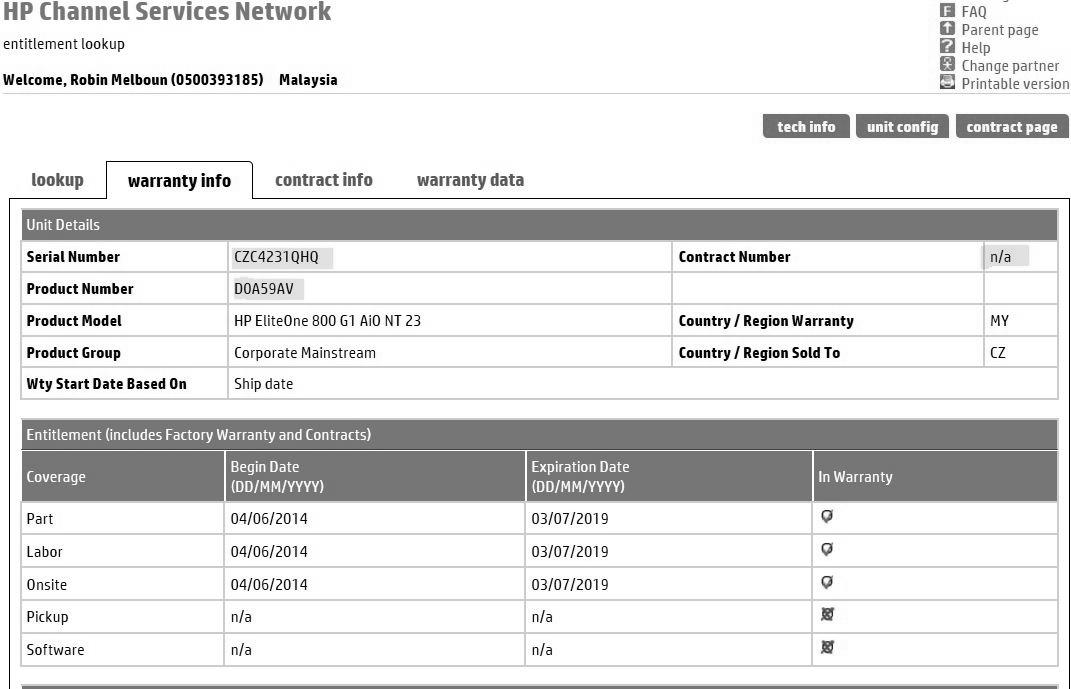 HP Channel Services Network
entitlement lookup
Welcome, Robin Melboun (0500393185) Malaysia
FAQ
Parent page
Help
Change partner
Printable version
tech info unit config contract page
lookup warranty info contract info warranty data
Unit Details
Serial Number CZC4231QHQ Contract Number n/a
Product Number D0A59AV
Product Model HP EliteOne 800 G1 AiO NT 23 Country / Region Warranty MY
Product Group Corporate Mainstream Country / Region Sold To CZ
Wty Start Date Based On Ship date
Entitlement (includes Factory Warranty and Contracts)
Coverage Begin Date (DD/MM/YYYY) Expiration Date (DD/MM/YYYY) In Warranty
Part 04/06/2014 03/07/2019
Labor 04/06/2014 03/07/2019
Onsite 04/06/2014 03/07/2019
Pickup n/a n/a
Software n/a n/a